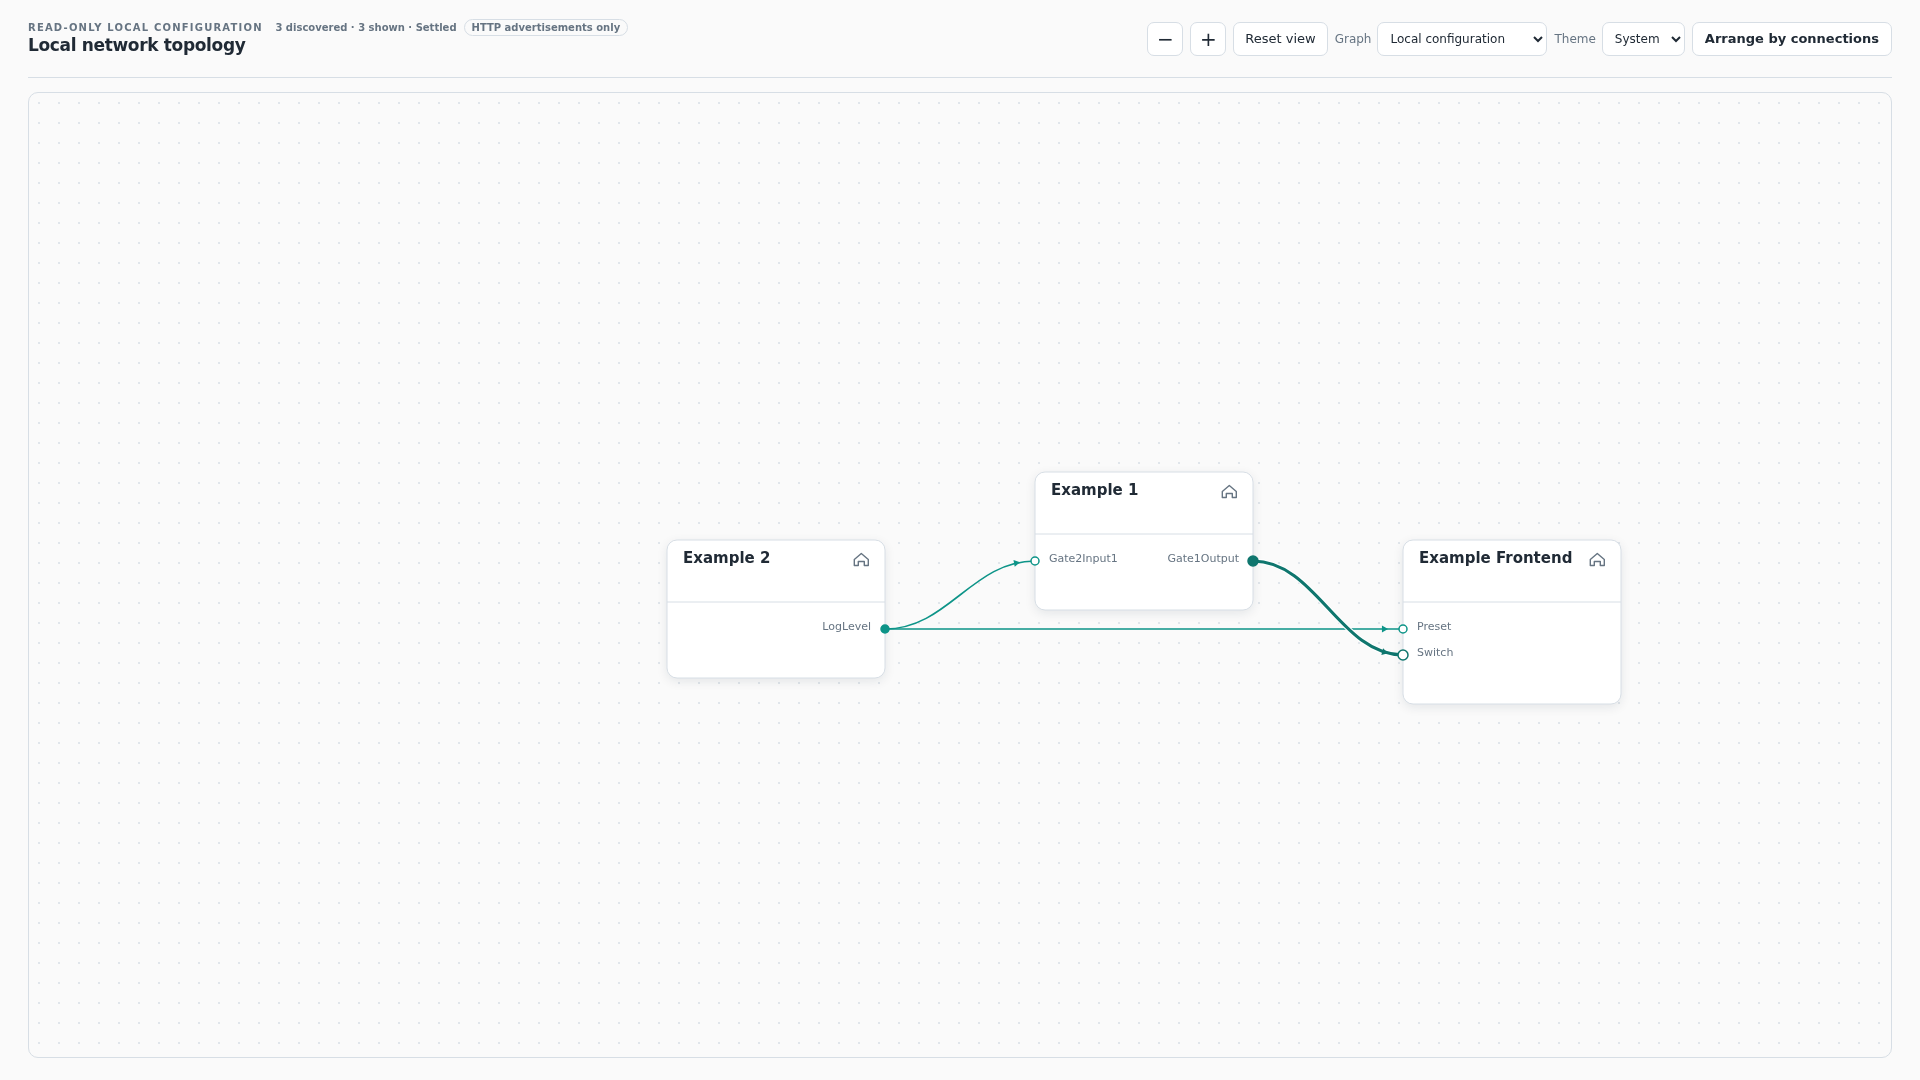 READ-ONLY LOCAL CONFIGURATION 3 discovered · 3 shown · Settled HTTP advertisements only
Local network topology
− + Reset view Graph Local configuration Theme System Arrange by connections
Example 1
Gate2Input1 Gate1Output
Example 2
LogLevel
Example Frontend
Preset
Switch